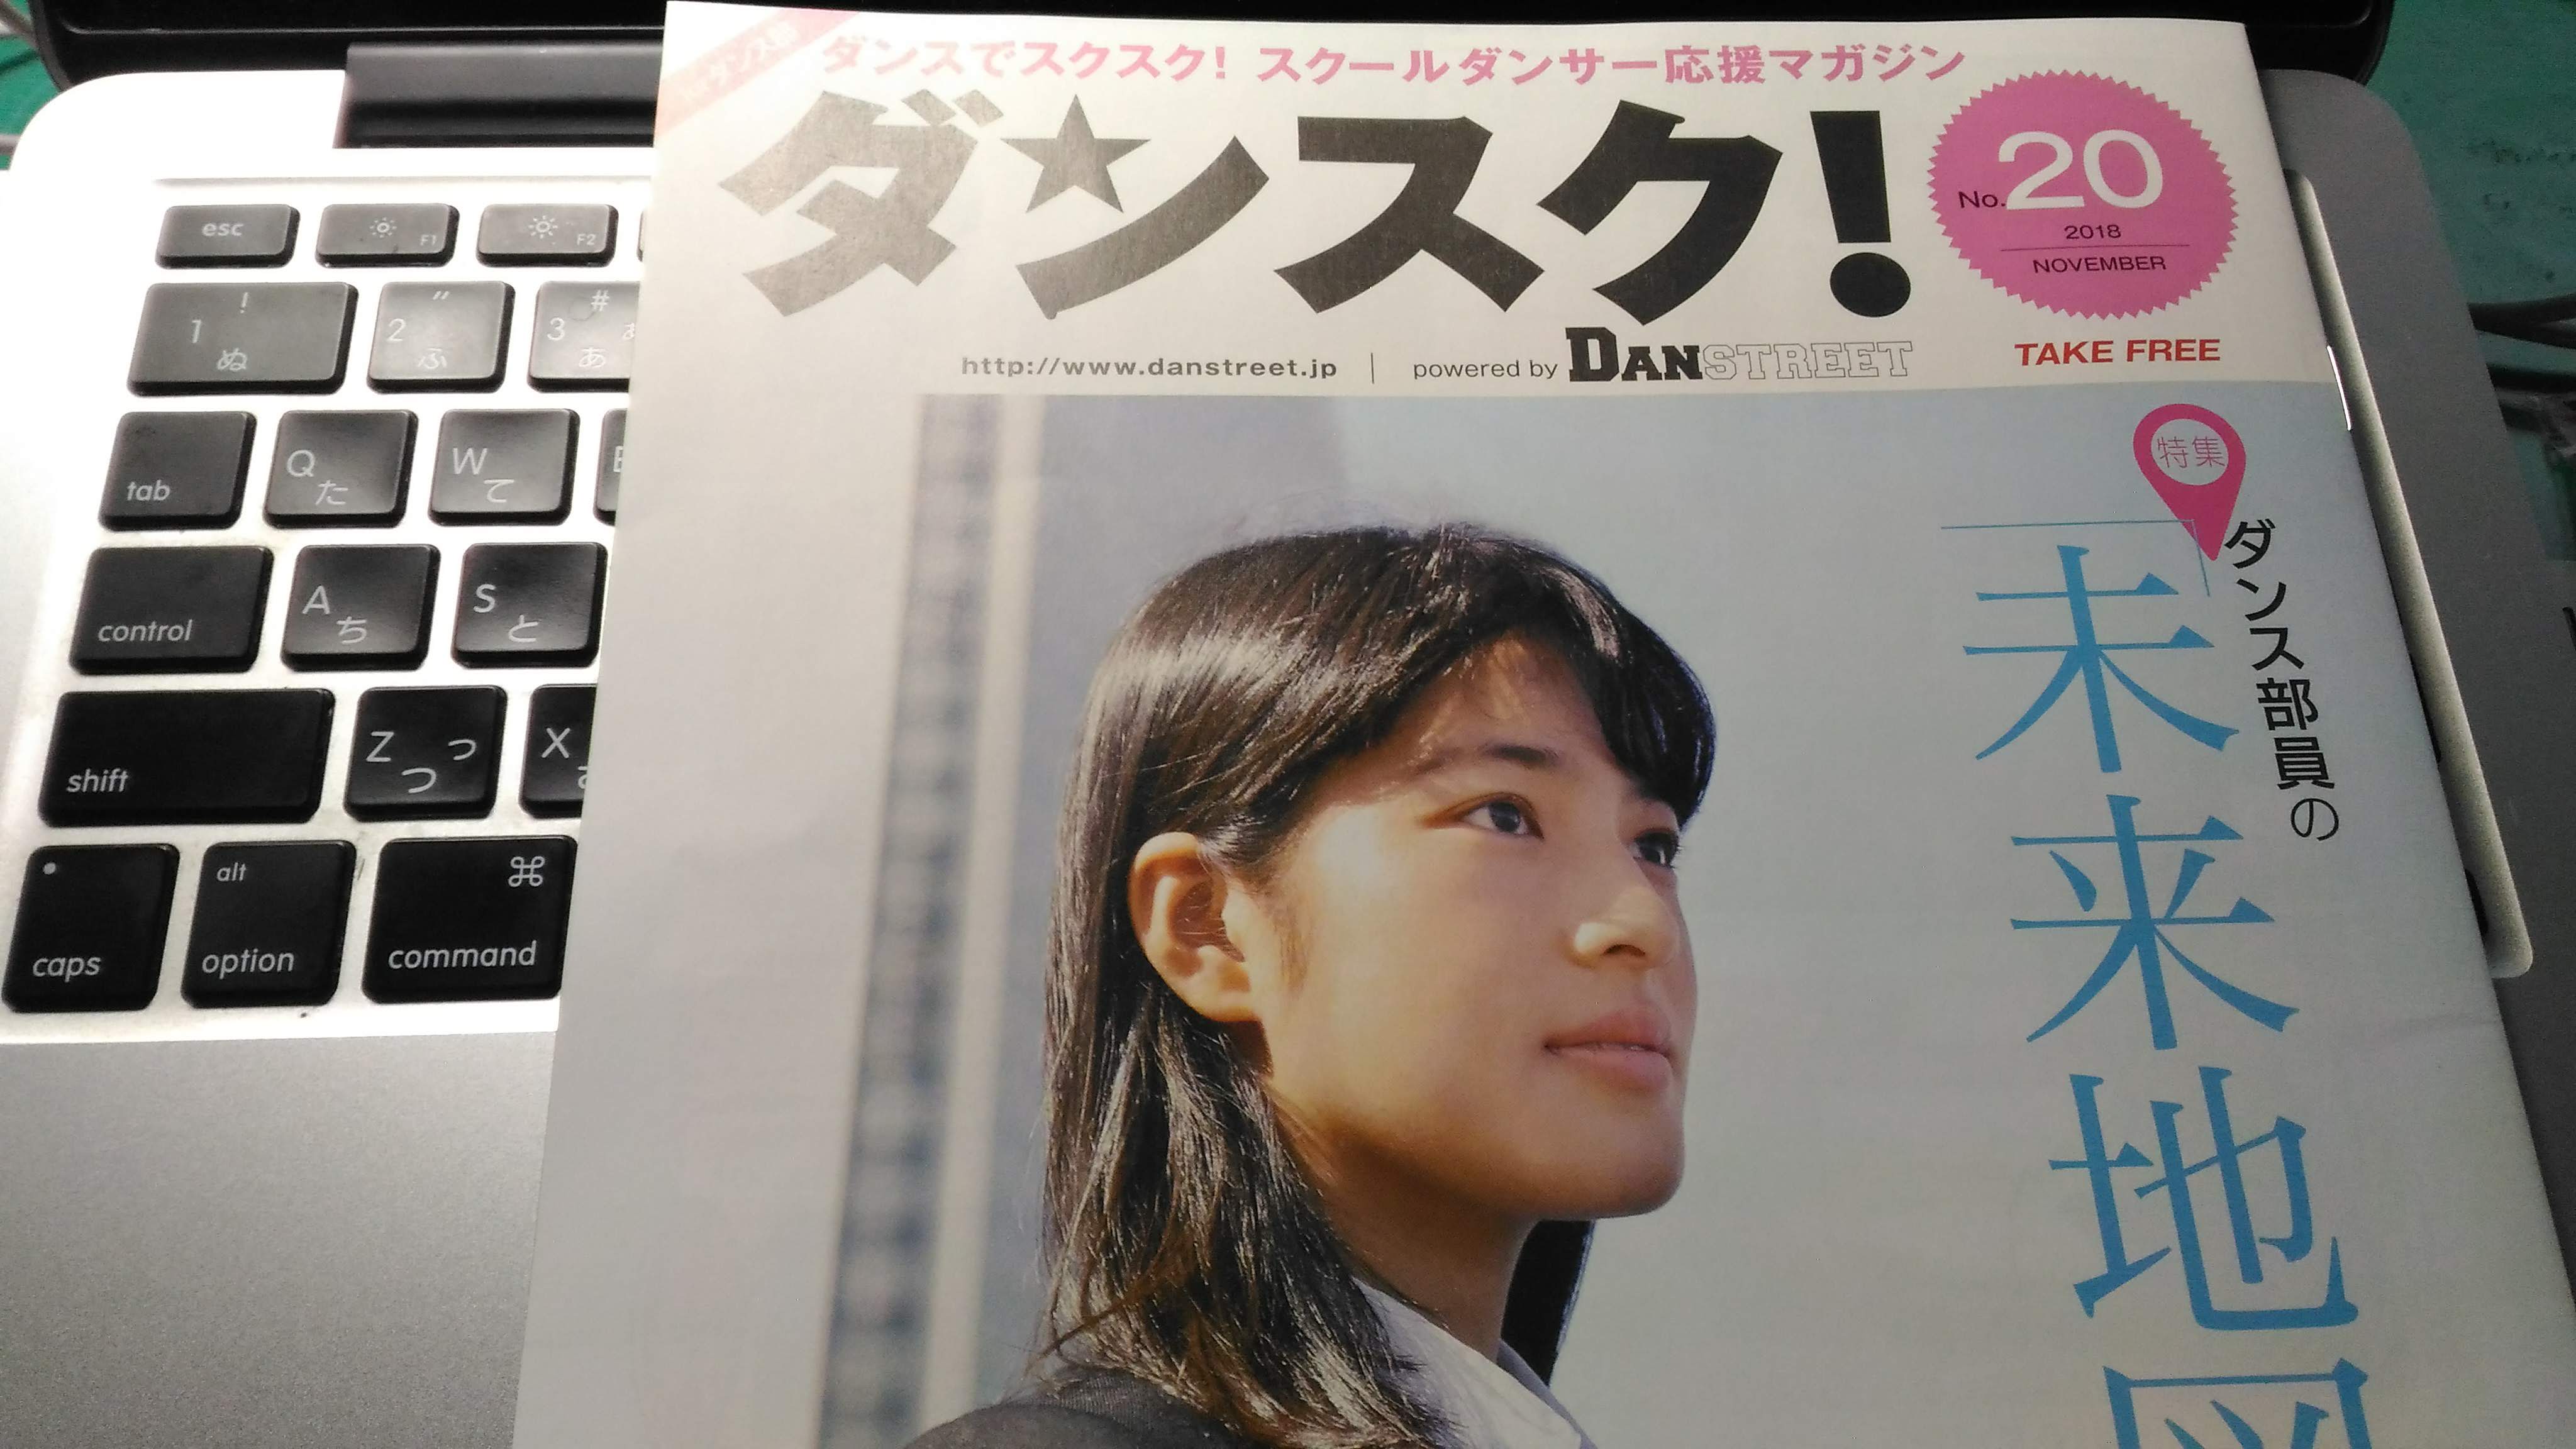 ダンスでスクスク! スクールダンサー応援マガジン
ダンスク!
No.20
2018
NOVEMBER
http://www.danstreet.jp
powered by DANSTREET
TAKE FREE
特集
ダンス部員の
「未来地図
esc
F1
F2
! 1 ぬ
" 2 ふ
# 3 あ ぁ
tab
Q た
W て
E
control
A ち
S と
shift
Z っ つ
X
caps
alt option
⌘ command